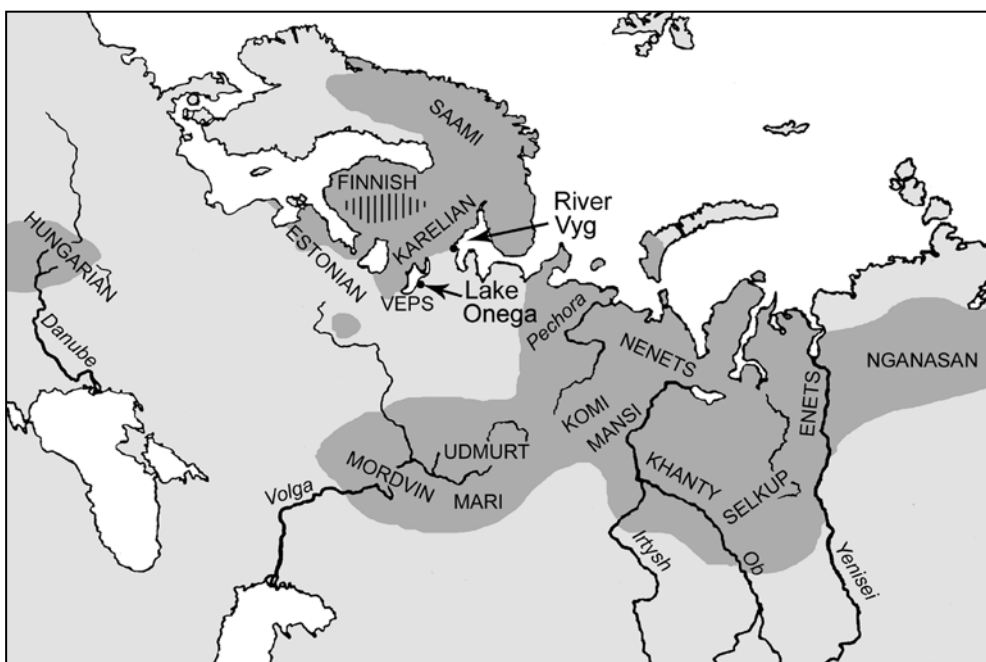 SAAMI
FINNISH
River
Vyg
KARELIAN
HUNGARIAN
ESTONIAN
VEPS
Lake
Onega
Pechora
Danube
NENETS
NGANASAN
ENETS
KOMI
MANSI
UDMURT
MORDVIN
KHANTY
SELKUP
MARI
Volga
Irtysh
Ob
Yenisei